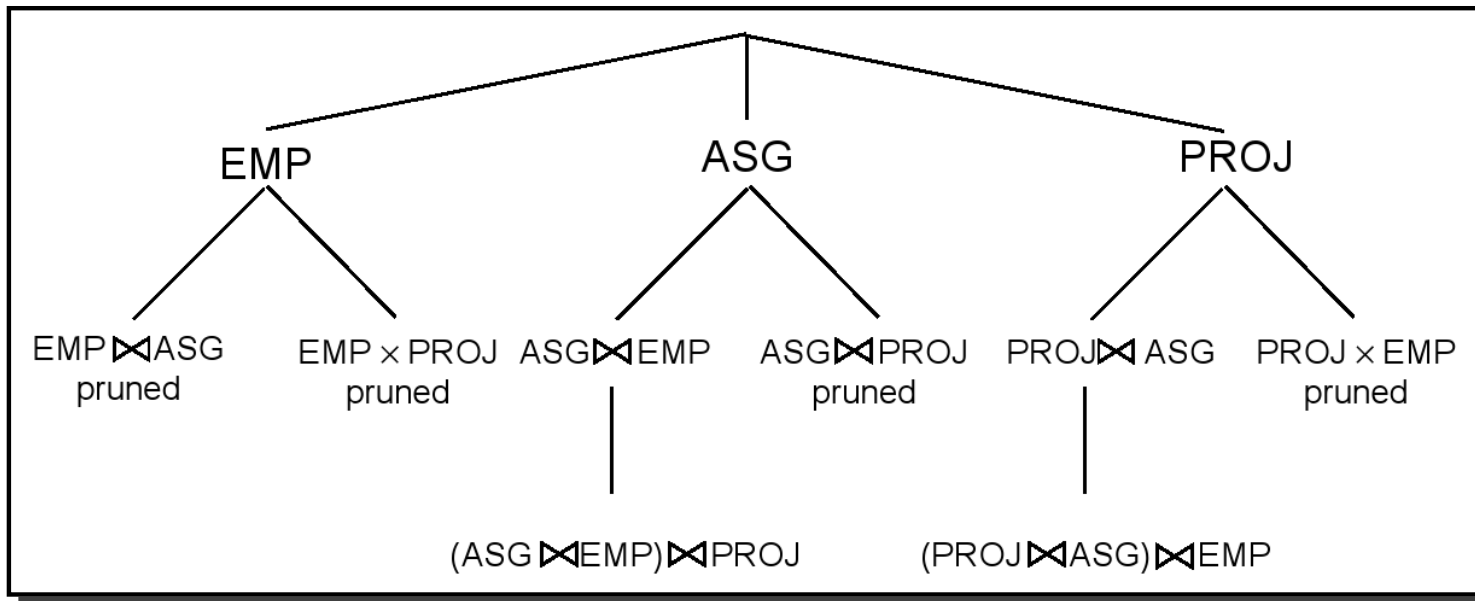 EMP ASG PROJ
EMP⋈ASG EMP × PROJ ASG⋈EMP ASG⋈PROJ PROJ⋈ ASG PROJ × EMP
pruned pruned pruned pruned
(ASG ⋈EMP)⋈PROJ (PROJ⋈ASG)⋈EMP